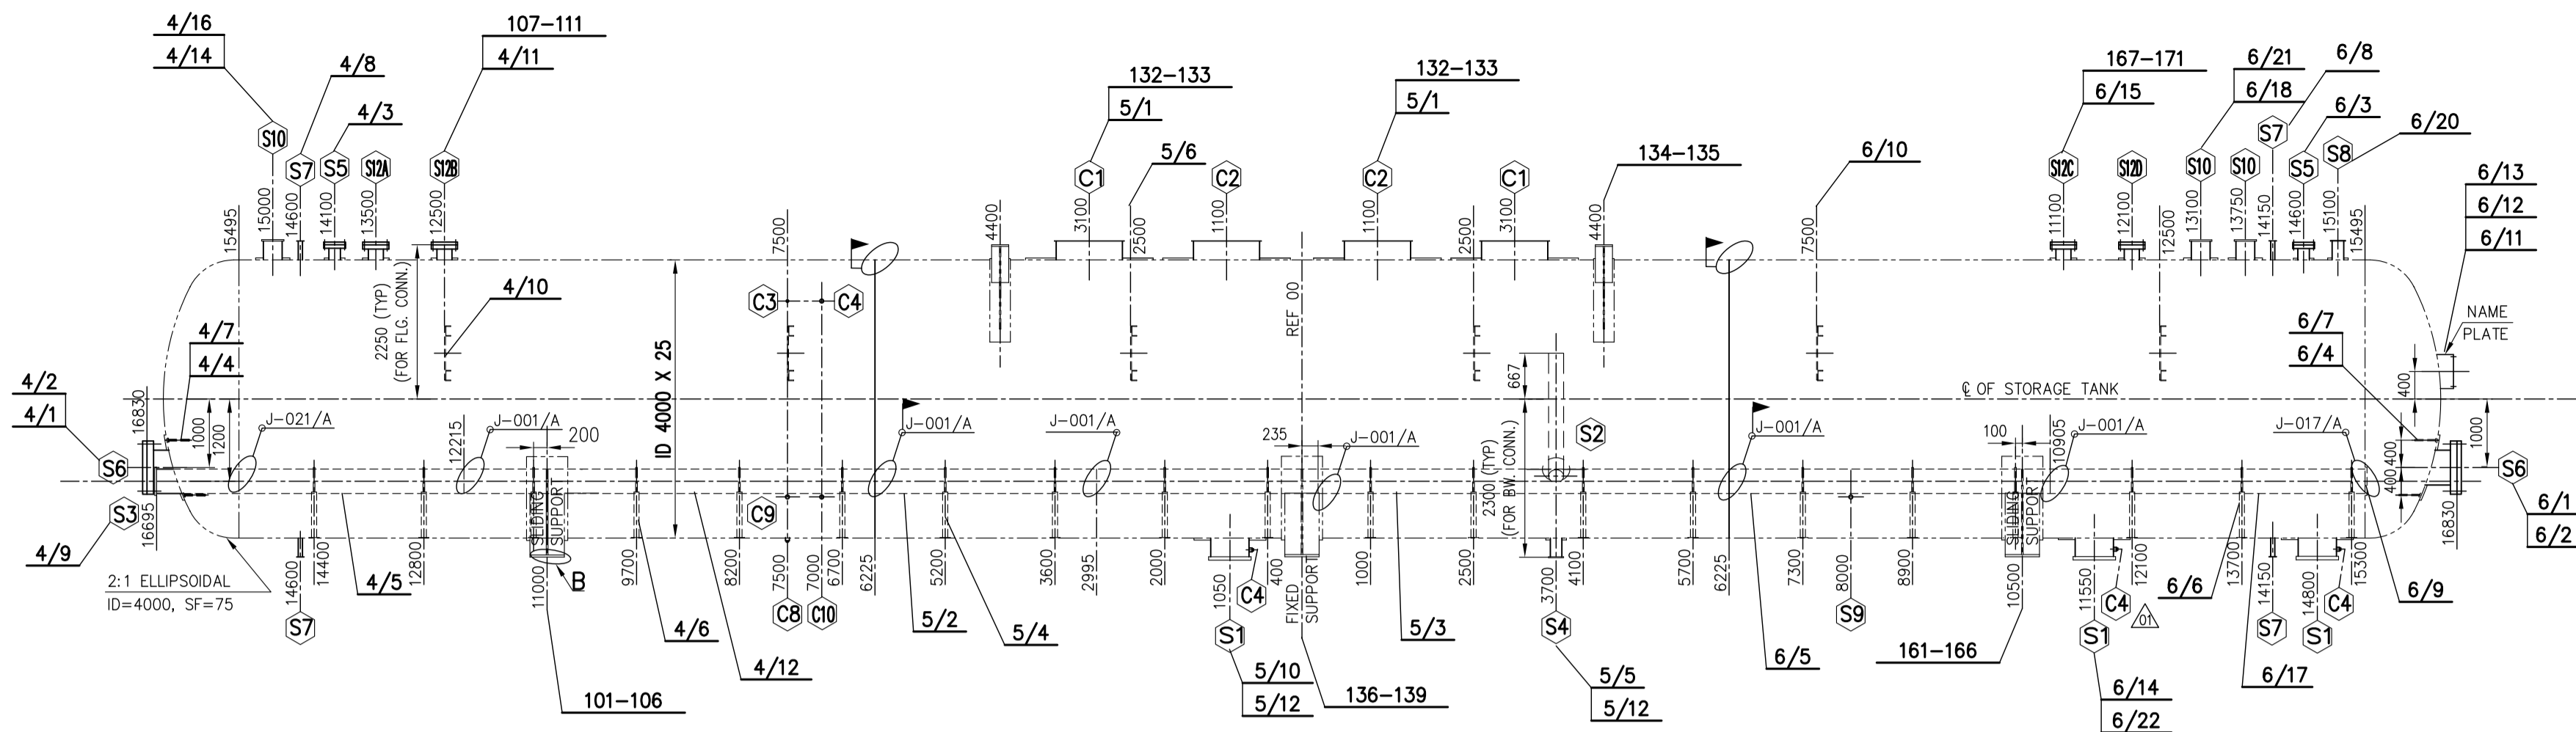 4/16
4/14
107-111
4/11
4/8
4/3
132-133
5/1
132-133
5/1
5/6
134-135
6/10
167-171
6/15
6/21
6/18
6/8
6/3
6/20
6/13
6/12
6/11
S10
S7
S5
S12A
S12B
C1
C2
C2
C1
S12C
S12D
S10
S10
S7
S5
S8
15495
15000
14600
14100
13500
12500
7500
4400
3100
2500
1100
1100
2500
3100
4400
7500
11100
12100
12500
13100
13750
14150
14600
15100
15495
4/10
2250 (TYP)
(FOR FLG. CONN.)
C3
C4
ID 4000 X 25
REF 00
667
NAME
PLATE
400
4/7
4/4
6/7
6/4
4/2
4/1
℄ OF STORAGE TANK
16830
1000
1200
J-021/A
12215
J-001/A
200
J-001/A
J-001/A
235
J-001/A
S2
J-001/A
100
10905
J-001/A
J-017/A
400
400
1000
S6
S6
S3
4/9
16695
SLIDING
SUPPORT
C9
2300 (TYP)
(FOR BW. CONN.)
S9
SLIDING
SUPPORT
16830
6/1
6/2
2:1 ELLIPSOIDAL
ID=4000, SF=75
14600
14400
4/5
12800
11000
B
9700
8200
7500
7000
6700
6225
5200
3600
2995
2000
1050
C4
400
FIXED
SUPPORT
1000
2500
3700
4100
5700
6225
7300
8000
8900
10500
11550
C4
01
12100
13700
14150
14800
C4
15300
S7
C8
C10
S1
S4
S9
S1
S7
S1
4/6
4/12
5/2
5/4
5/3
6/5
6/6
6/17
6/9
101-106
5/10
5/12
136-139
5/5
5/12
161-166
6/14
6/22